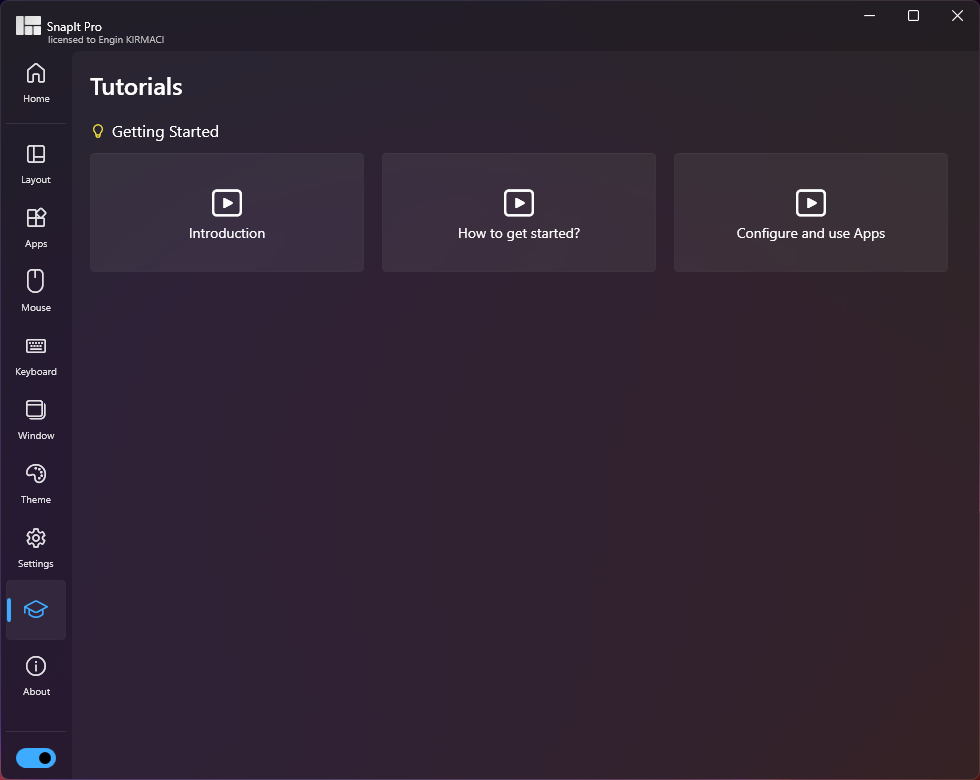 SnapIt Pro
licensed to Engin KIRMACI
Home
Layout
Apps
Mouse
Keyboard
Window
Theme
Settings
About
Tutorials
Getting Started
Introduction
How to get started?
Configure and use Apps